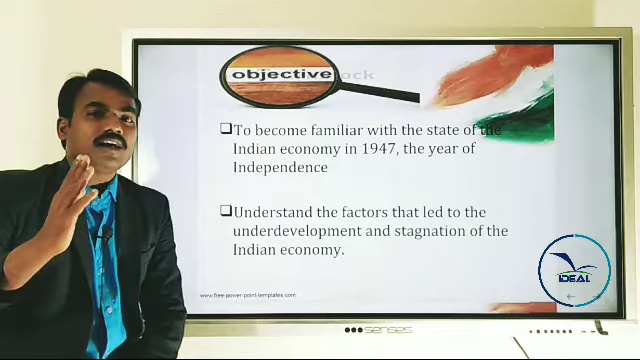 objective ock
To become familiar with the state of the
Indian economy in 1947, the year of
Independence
Understand the factors that led to the
underdevelopment and stagnation of the
Indian economy.
IDEAL
www.free-power-point-templates.com
senses